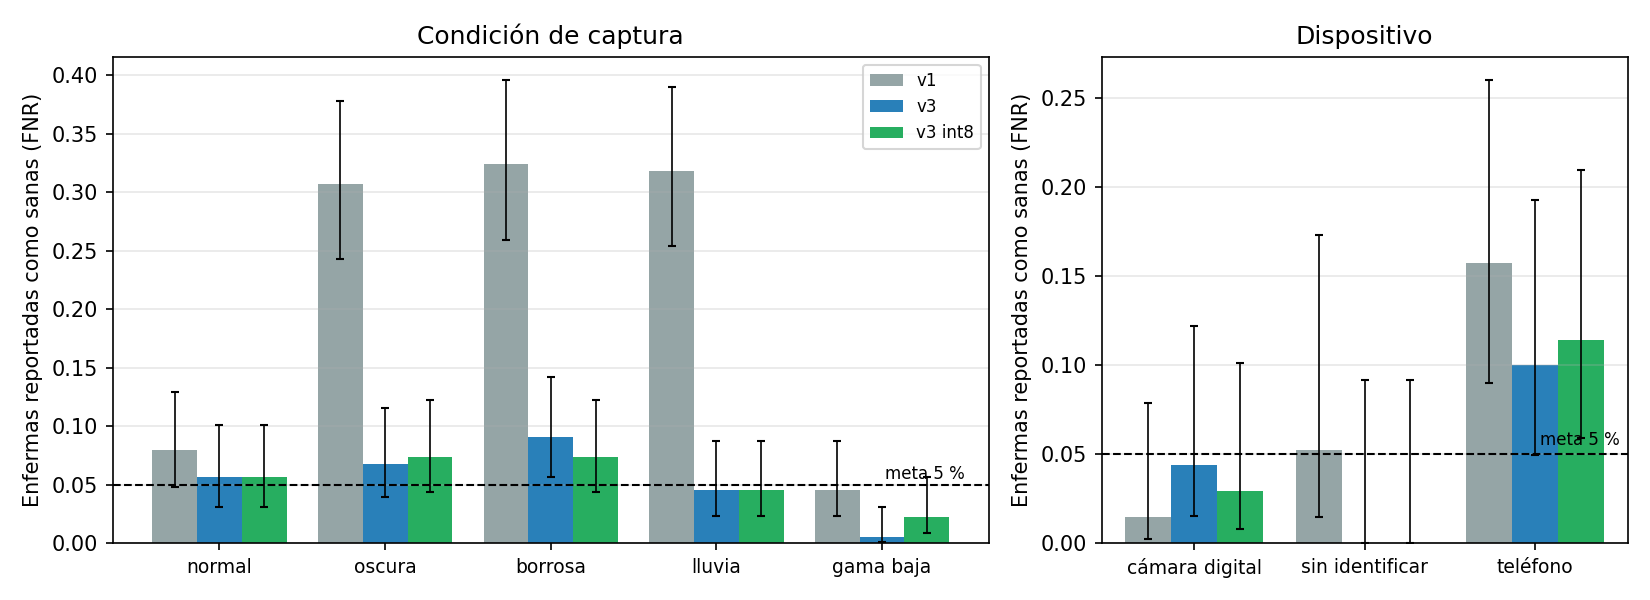 Condición de captura
Enfermas reportadas como sanas (FNR)
0.40
0.35
0.30
0.25
0.20
0.15
0.10
0.05
0.00
v1
v3
v3 int8
meta 5 %
normal
oscura
borrosa
lluvia
gama baja
Dispositivo
Enfermas reportadas como sanas (FNR)
0.25
0.20
0.15
0.10
0.05
0.00
meta 5 %
cámara digital
sin identificar
teléfono